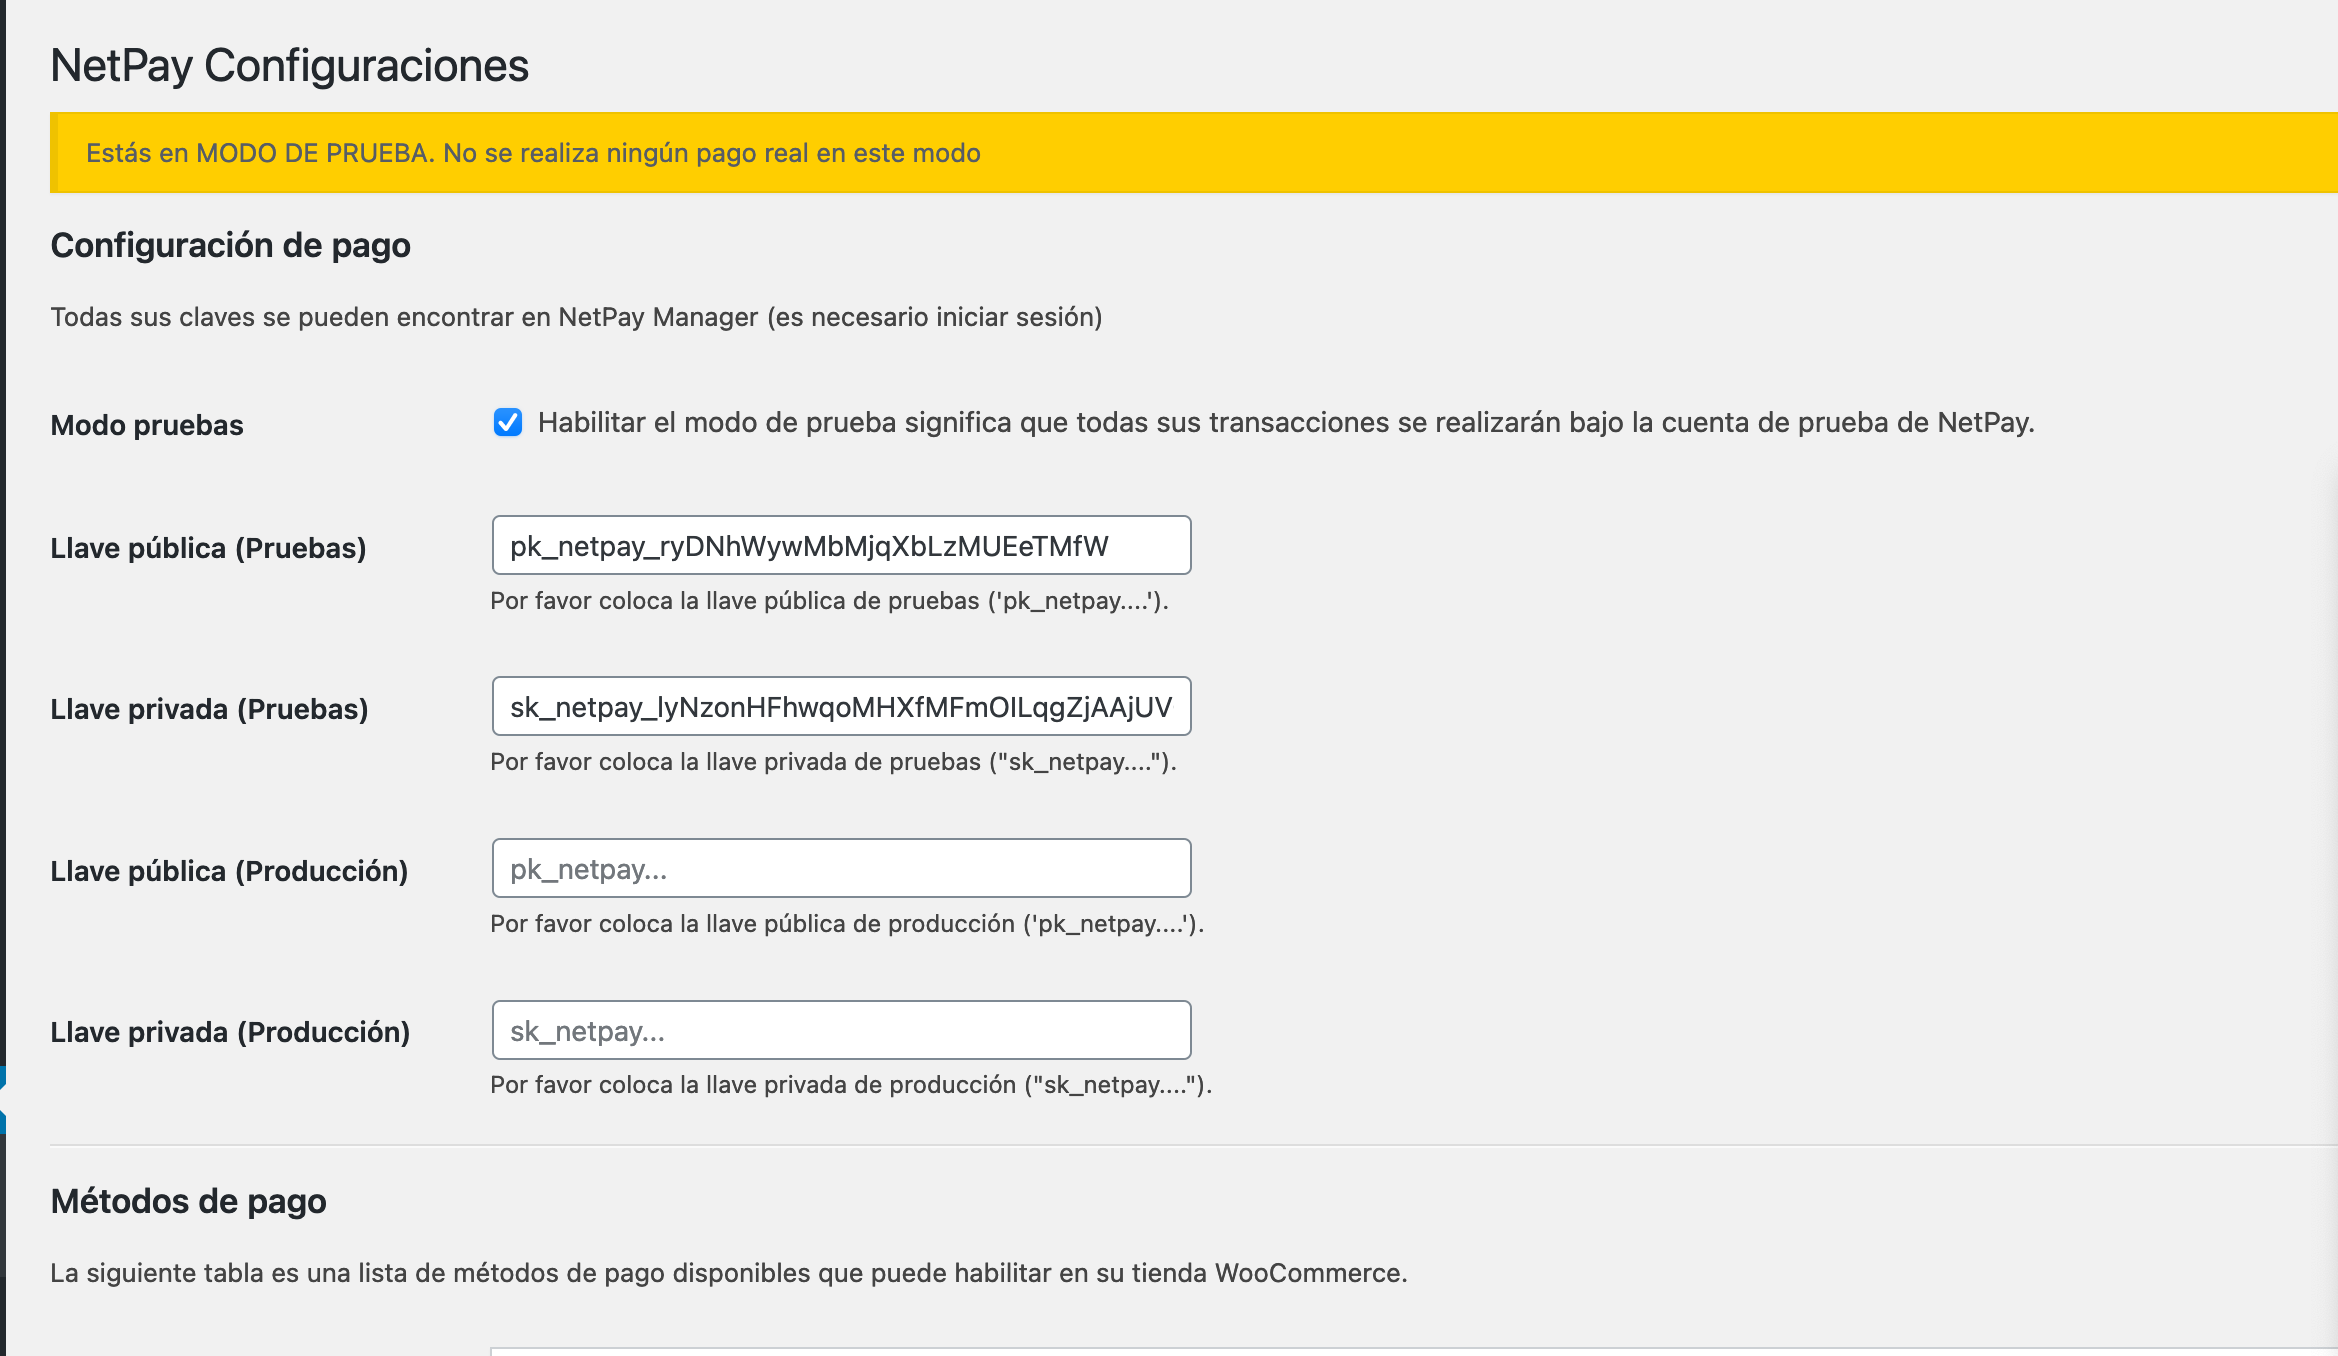 NetPay Configuraciones
Estás en MODO DE PRUEBA. No se realiza ningún pago real en este modo
Configuración de pago
Todas sus claves se pueden encontrar en NetPay Manager (es necesario iniciar sesión)
Modo pruebas
Habilitar el modo de prueba significa que todas sus transacciones se realizarán bajo la cuenta de prueba de NetPay.
Llave pública (Pruebas)
pk_netpay_ryDNhWywMbMjqXbLzMUEeTMfW
Por favor coloca la llave pública de pruebas ('pk_netpay....').
Llave privada (Pruebas)
sk_netpay_lyNzonHFhwqoMHXfMFmOILqgZjAAjUV
Por favor coloca la llave privada de pruebas ("sk_netpay....").
Llave pública (Producción)
pk_netpay...
Por favor coloca la llave pública de producción ('pk_netpay....').
Llave privada (Producción)
sk_netpay...
Por favor coloca la llave privada de producción ("sk_netpay....").
Métodos de pago
La siguiente tabla es una lista de métodos de pago disponibles que puede habilitar en su tienda WooCommerce.